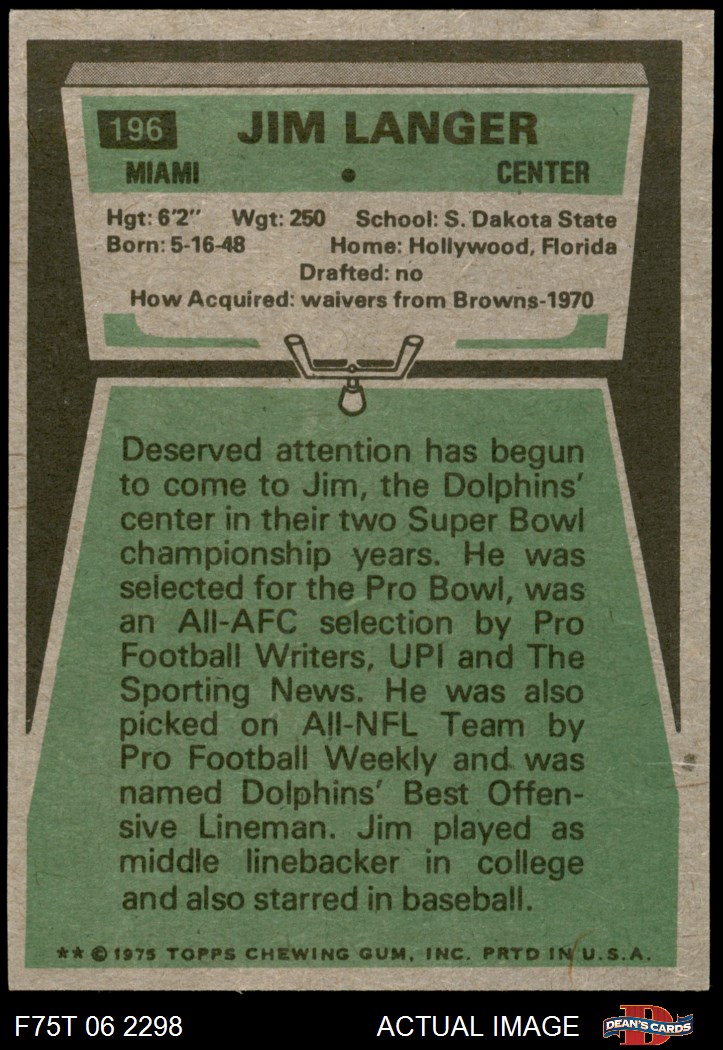 196 JIM LANGER
MIAMI • CENTER
Hgt: 6'2" Wgt: 250 School: S. Dakota State
Born: 5-16-48 Home: Hollywood, Florida
Drafted: no
How Acquired: waivers from Browns-1970
Deserved attention has begun
to come to Jim, the Dolphins'
center in their two Super Bowl
championship years. He was
selected for the Pro Bowl, was
an All-AFC selection by Pro
Football Writers, UPI and The
Sporting News. He was also
picked on All-NFL Team by
Pro Football Weekly and was
named Dolphins' Best Offen-
sive Lineman. Jim played as
middle linebacker in college
and also starred in baseball.
** © 1975 TOPPS CHEWING GUM, INC. PRTD IN U.S.A.
F75T 06 2298 ACTUAL IMAGE D DEAN'S CARDS